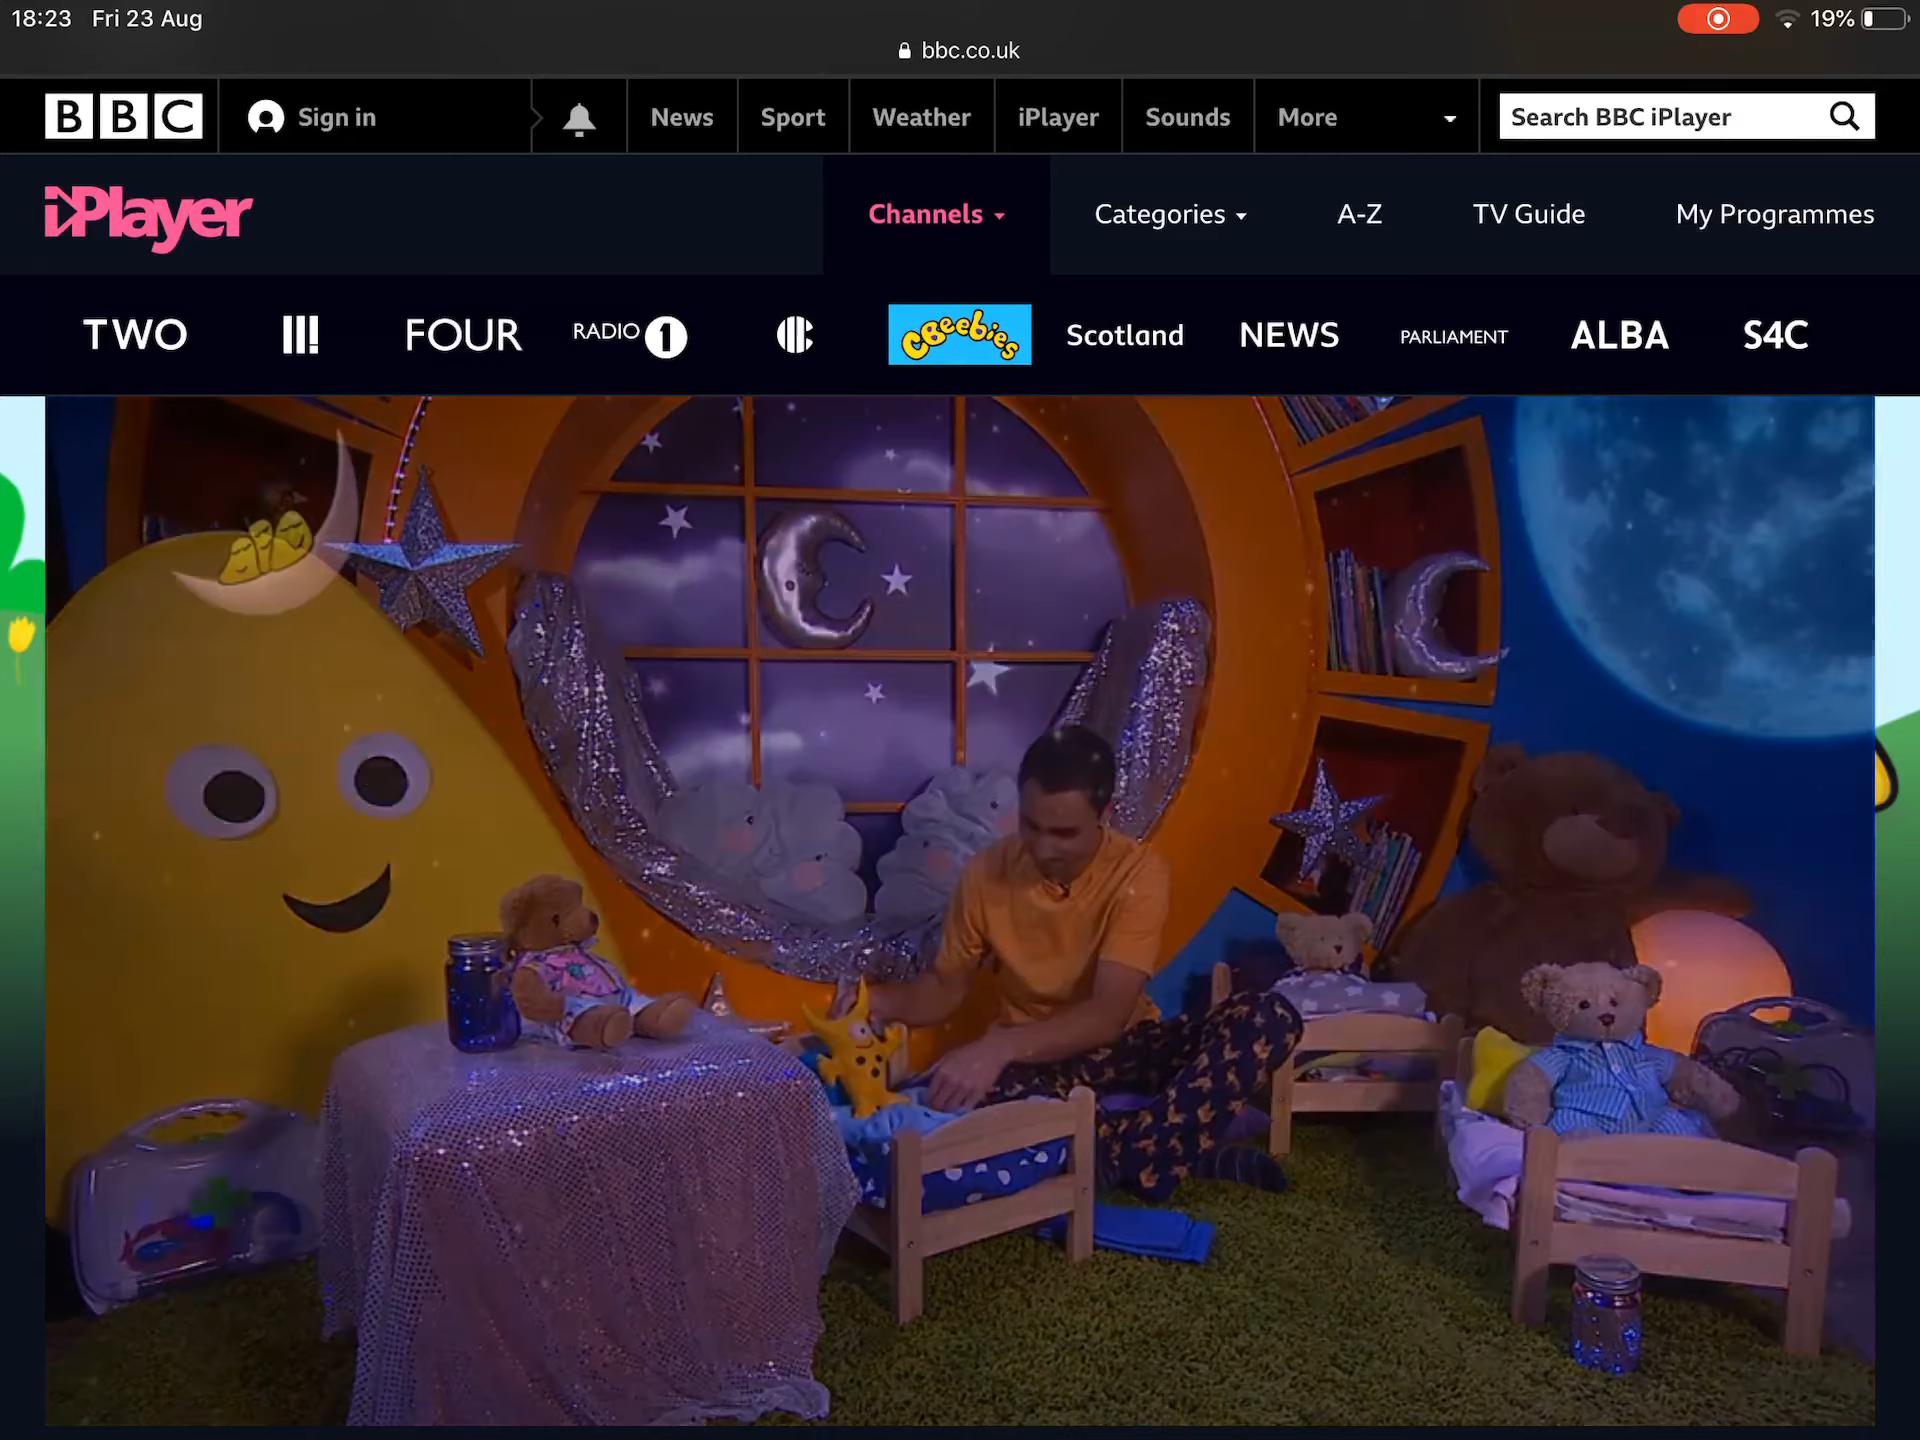 18:23 Fri 23 Aug
19%
bbc.co.uk
BBC
Sign in
News
Sport
Weather
iPlayer
Sounds
More
Search BBC iPlayer
iPlayer
Channels
Categories
A-Z
TV Guide
My Programmes
TWO
III!
FOUR
RADIO 1
CBeebies
Scotland
NEWS
PARLIAMENT
ALBA
S4C